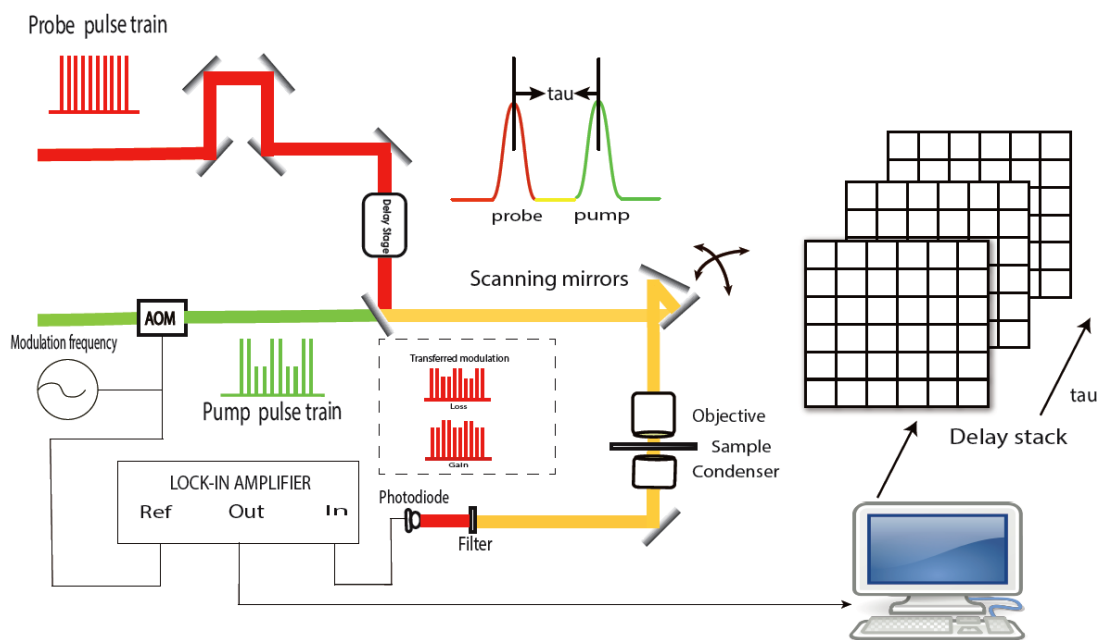 Probe pulse train
tau
probe
pump
Delay Stage
Scanning mirrors
AOM
Modulation frequency
Pump pulse train
Transferred modulation
Loss
Gain
Objective
Sample
Condenser
LOCK-IN AMPLIFIER
Ref Out In
Photodiode
Filter
tau
Delay stack